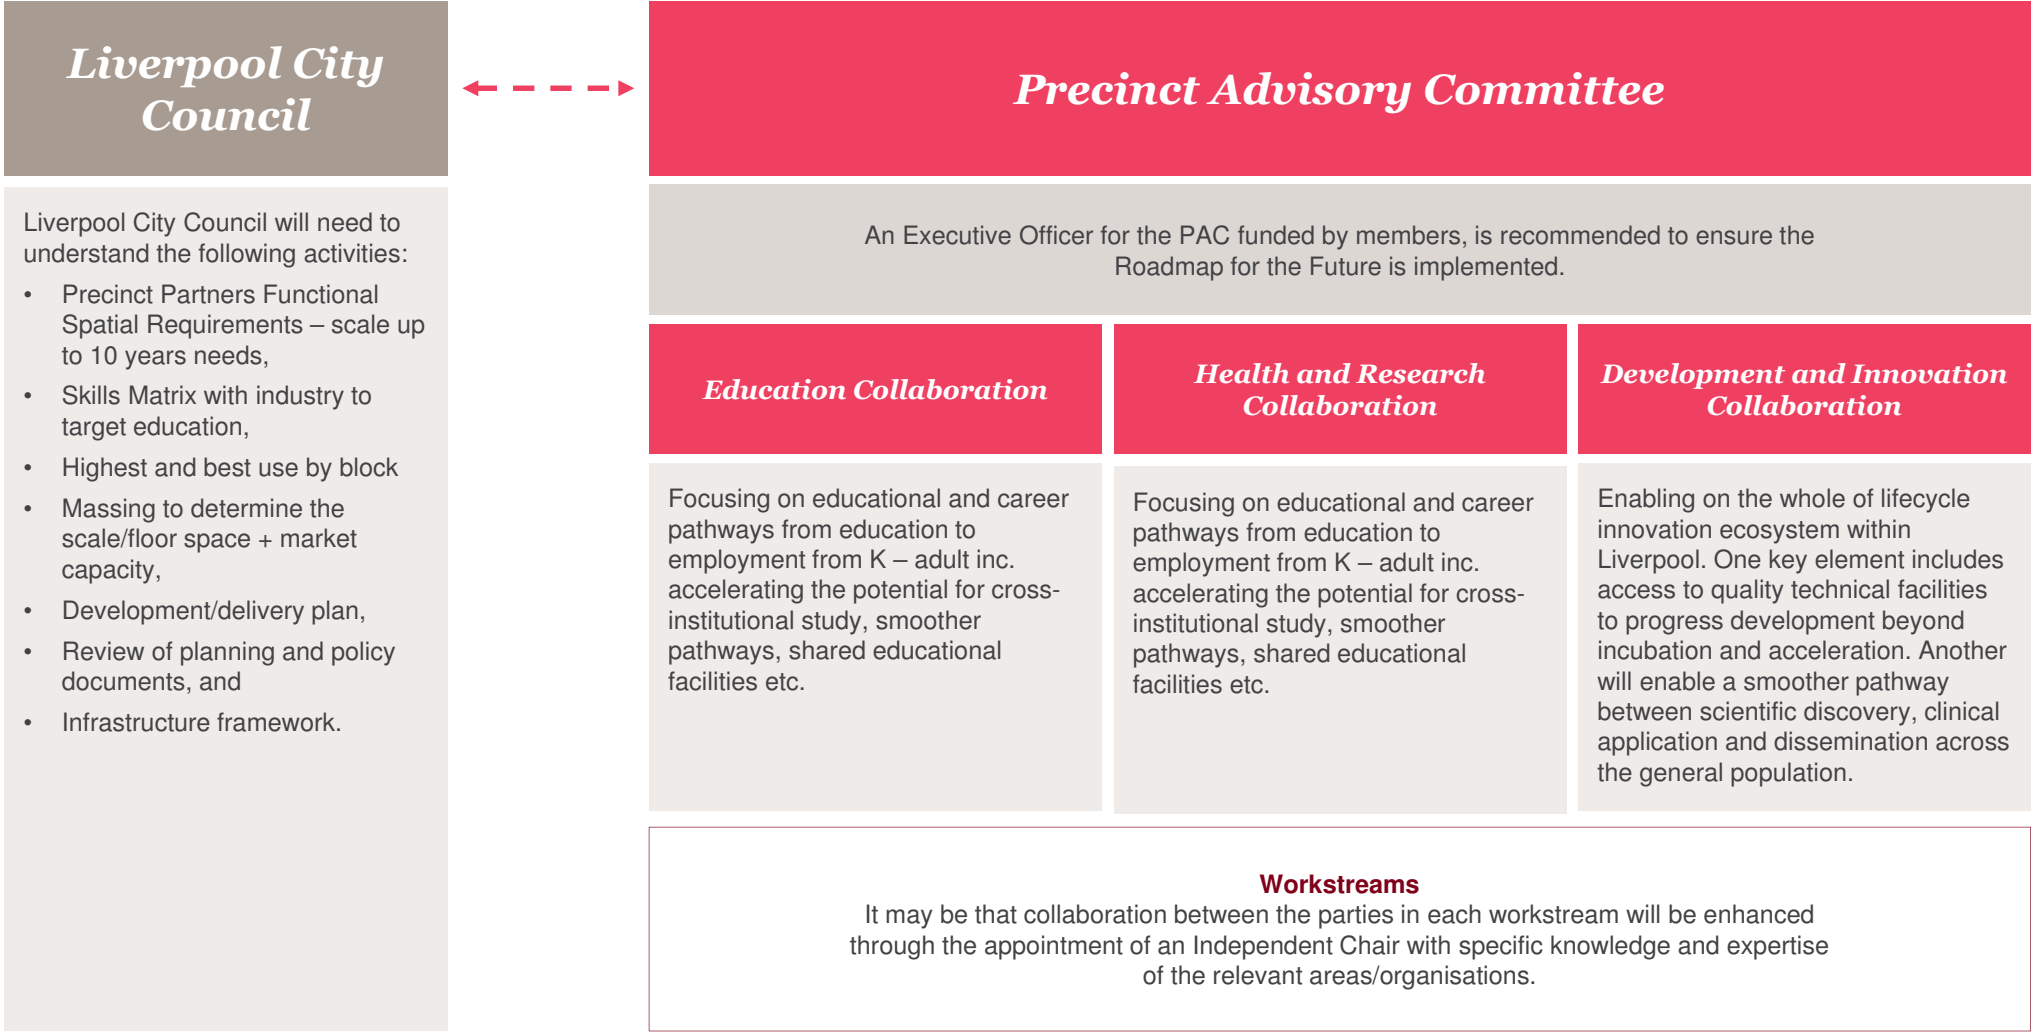 Liverpool City
Council
Liverpool City Council will need to
understand the following activities:
• Precinct Partners Functional
Spatial Requirements – scale up
to 10 years needs,
• Skills Matrix with industry to
target education,
• Highest and best use by block
• Massing to determine the
scale/floor space + market
capacity,
• Development/delivery plan,
• Review of planning and policy
documents, and
• Infrastructure framework.
Precinct Advisory Committee
An Executive Officer for the PAC funded by members, is recommended to ensure the
Roadmap for the Future is implemented.
Education Collaboration
Focusing on educational and career
pathways from education to
employment from K – adult inc.
accelerating the potential for cross-
institutional study, smoother
pathways, shared educational
facilities etc.
Health and Research
Collaboration
Focusing on educational and career
pathways from education to
employment from K – adult inc.
accelerating the potential for cross-
institutional study, smoother
pathways, shared educational
facilities etc.
Development and Innovation
Collaboration
Enabling on the whole of lifecycle
innovation ecosystem within
Liverpool. One key element includes
access to quality technical facilities
to progress development beyond
incubation and acceleration. Another
will enable a smoother pathway
between scientific discovery, clinical
application and dissemination across
the general population.
Workstreams
It may be that collaboration between the parties in each workstream will be enhanced
through the appointment of an Independent Chair with specific knowledge and expertise
of the relevant areas/organisations.